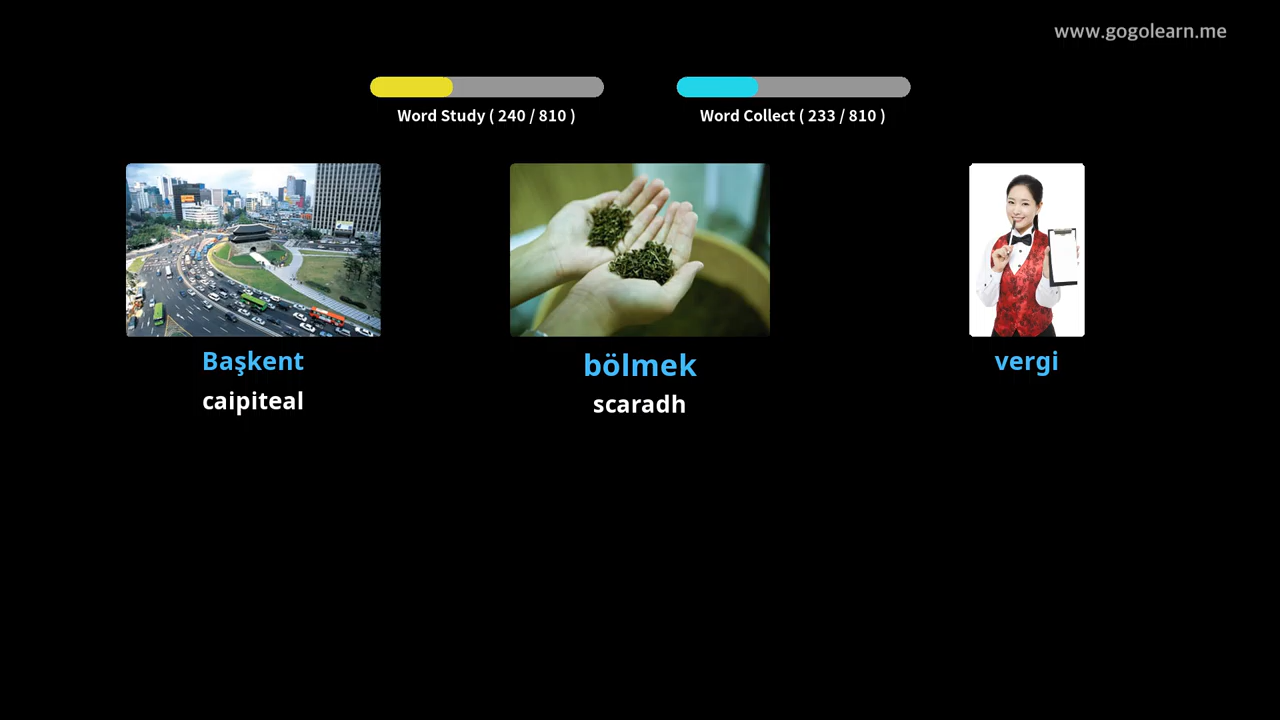 www.gogolearn.me
Word Study ( 240 / 810 )
Word Collect ( 233 / 810 )
Başkent
caipiteal
bölmek
scaradh
vergi